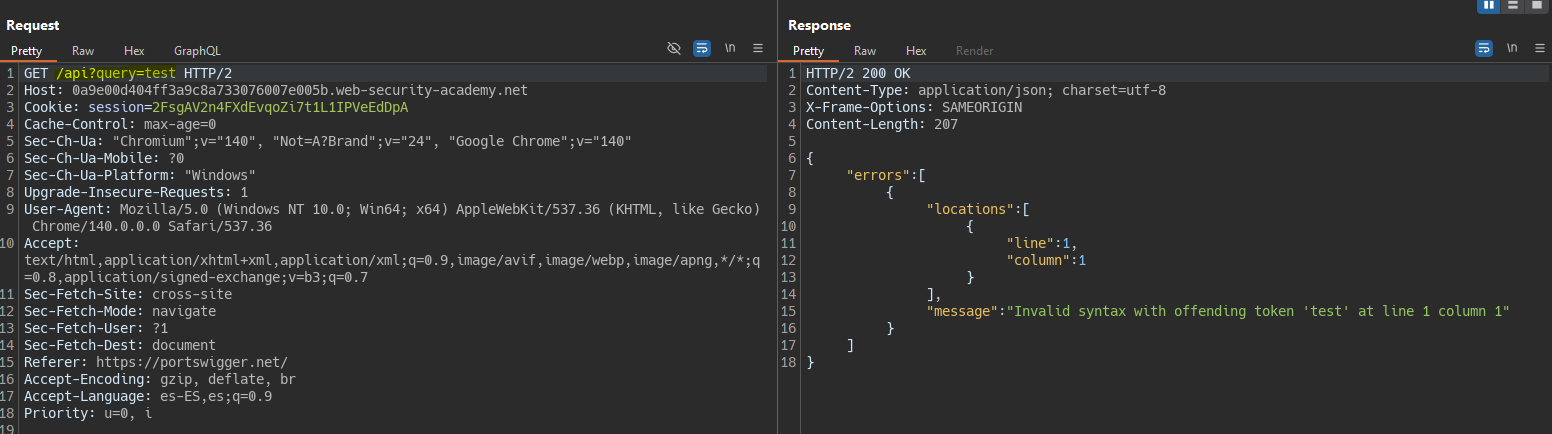 Request
Pretty Raw Hex GraphQL \n
1 GET /api?query=test HTTP/2
2 Host: 0a9e00d404ff3a9c8a733076007e005b.web-security-academy.net
3 Cookie: session=2FsgAV2n4FXdEvqoZi7t1L1IPVeEdDpA
4 Cache-Control: max-age=0
5 Sec-Ch-Ua: "Chromium";v="140", "Not=A?Brand";v="24", "Google Chrome";v="140"
6 Sec-Ch-Ua-Mobile: ?0
7 Sec-Ch-Ua-Platform: "Windows"
8 Upgrade-Insecure-Requests: 1
9 User-Agent: Mozilla/5.0 (Windows NT 10.0; Win64; x64) AppleWebKit/537.36 (KHTML, like Gecko)
Chrome/140.0.0.0 Safari/537.36
10 Accept:
text/html,application/xhtml+xml,application/xml;q=0.9,image/avif,image/webp,image/apng,*/*;q
=0.8,application/signed-exchange;v=b3;q=0.7
11 Sec-Fetch-Site: cross-site
12 Sec-Fetch-Mode: navigate
13 Sec-Fetch-User: ?1
14 Sec-Fetch-Dest: document
15 Referer: https://portswigger.net/
16 Accept-Encoding: gzip, deflate, br
17 Accept-Language: es-ES,es;q=0.9
18 Priority: u=0, i
19
Response
Pretty Raw Hex Render \n
1 HTTP/2 200 OK
2 Content-Type: application/json; charset=utf-8
3 X-Frame-Options: SAMEORIGIN
4 Content-Length: 207
5
6 {
7 "errors":[
8 {
9 "locations":[
10 {
11 "line":1,
12 "column":1
13 }
14 ],
15 "message":"Invalid syntax with offending token 'test' at line 1 column 1"
16 }
17 ]
18 }